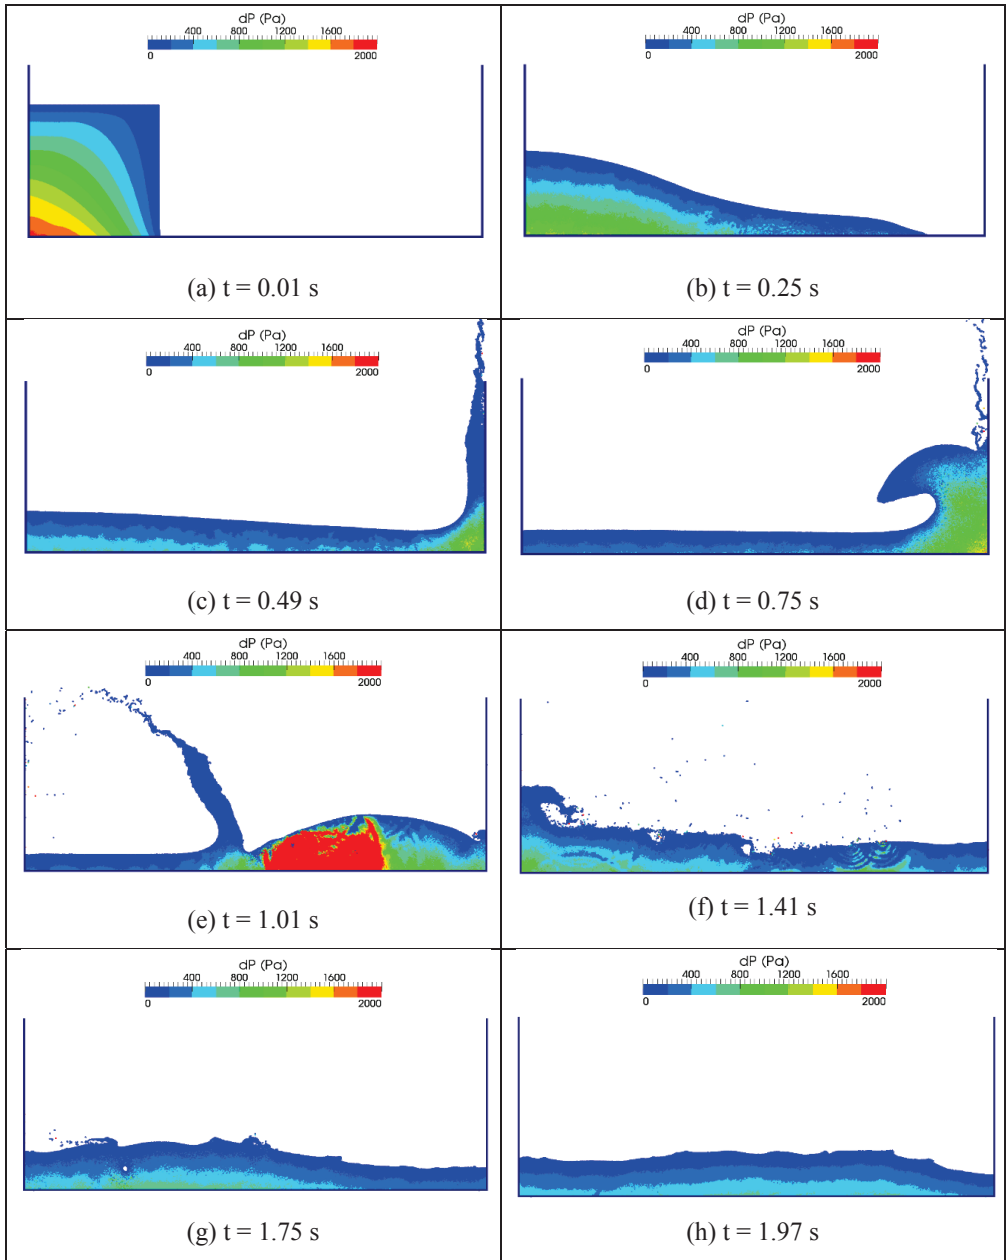 dP (Pa)
400 800 1200 1600
0 2000
(a) t = 0.01 s
dP (Pa)
400 800 1200 1600
0 2000
(b) t = 0.25 s
dP (Pa)
400 800 1200 1600
0 2000
(c) t = 0.49 s
dP (Pa)
400 800 1200 1600
0 2000
(d) t = 0.75 s
dP (Pa)
400 800 1200 1600
0 2000
(e) t = 1.01 s
dP (Pa)
400 800 1200 1600
0 2000
(f) t = 1.41 s
dP (Pa)
400 800 1200 1600
0 2000
(g) t = 1.75 s
dP (Pa)
400 800 1200 1600
0 2000
(h) t = 1.97 s